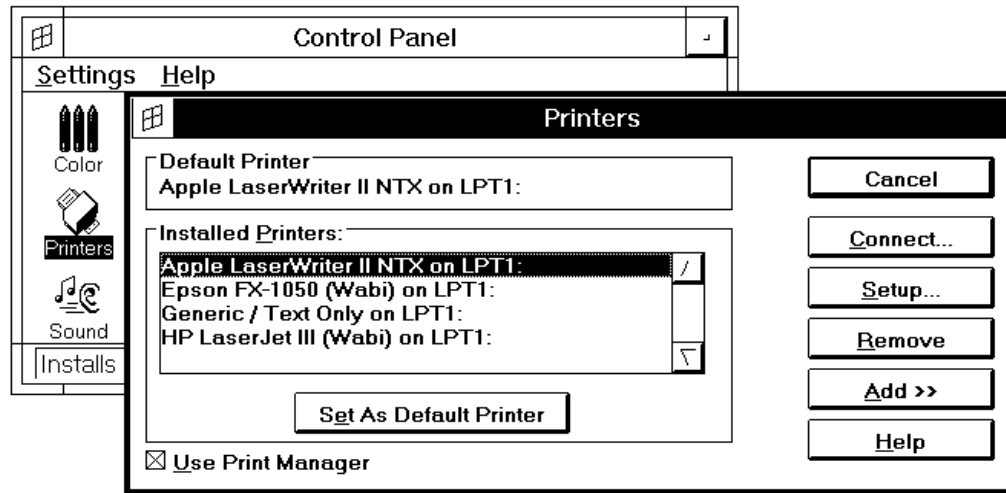 Control Panel
Settings Help
Color
Printers
Sound
Installs
Printers
Default Printer
Apple LaserWriter II NTX on LPT1:
Installed Printers:
Apple LaserWriter II NTX on LPT1:
Epson FX-1050 (Wabi) on LPT1:
Generic / Text Only on LPT1:
HP LaserJet III (Wabi) on LPT1:
Set As Default Printer
Use Print Manager
Cancel
Connect...
Setup...
Remove
Add >>
Help